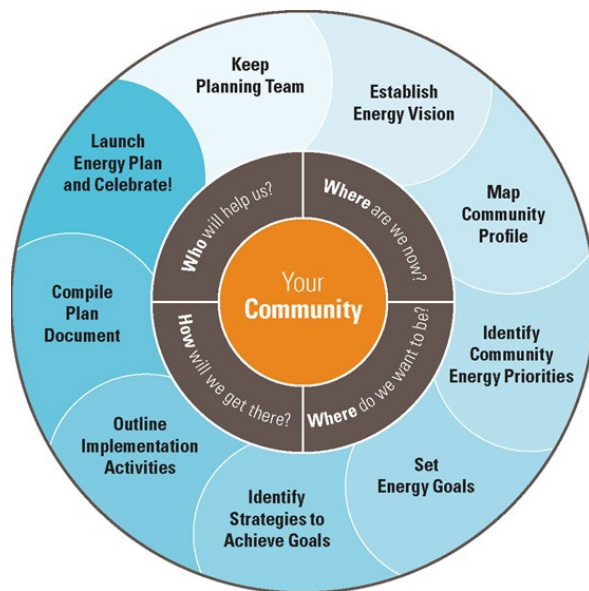 Keep
Planning Team
Establish
Energy Vision
Map
Community
Profile
Identify
Community
Energy Priorities
Set
Energy Goals
Identify
Strategies to
Achieve Goals
Outline
Implementation
Activities
Compile
Plan
Document
Launch
Energy Plan
and Celebrate!
Who will help us?
Where are we now?
Where do we want to be?
How will we get there?
Your
Community